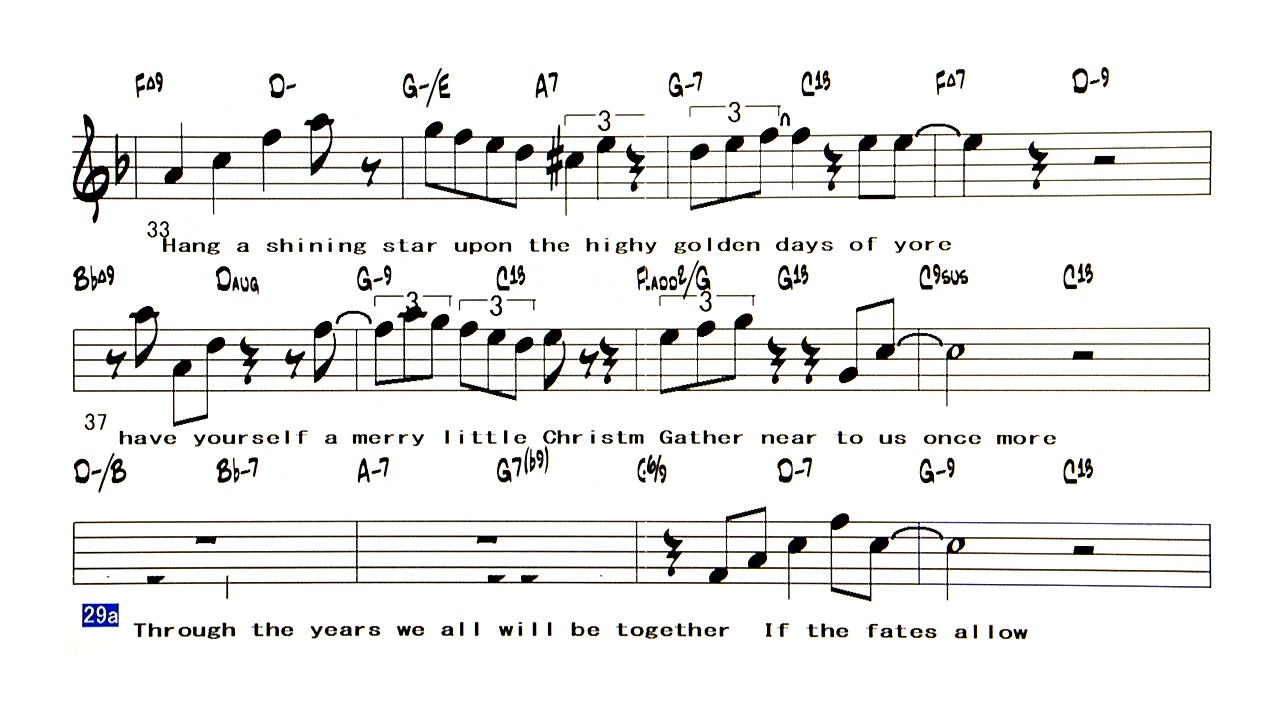 F△9 D- G-/E A7 G-7 C13 F△7 D-9
3 3
33
Hang a shining star upon the highy golden days of yore
Bb△9 DAUG G-9 C13 F.ADD2/G G13 C9SUS C13
3 3 3
37
have yourself a merry little Christm Gather near to us once more
D-/B Bb-7 A-7 G7(b9) C6/9 D-7 G-9 C13
29a
Through the years we all will be together If the fates allow